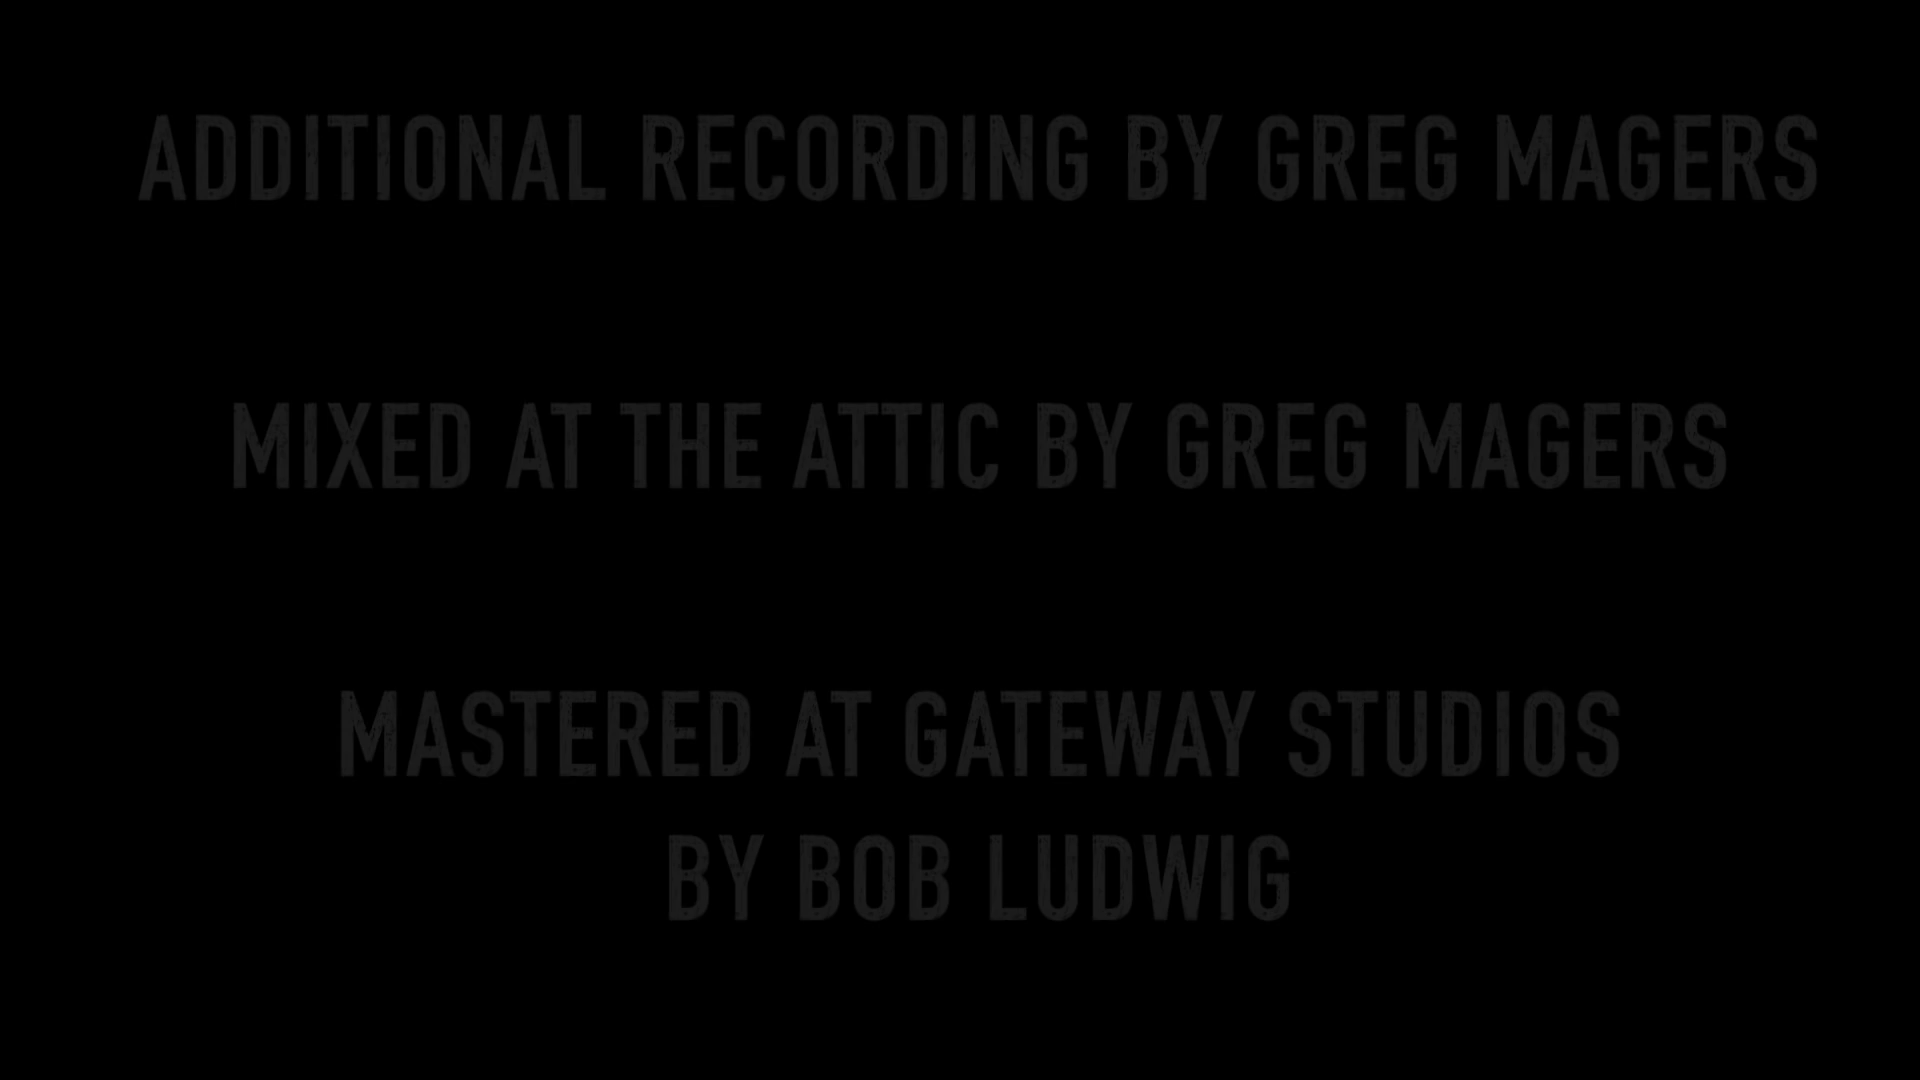 ADDITIONAL RECORDING BY GREG MAGERS
MIXED AT THE ATTIC BY GREG MAGERS
MASTERED AT GATEWAY STUDIOS
BY BOB LUDWIG